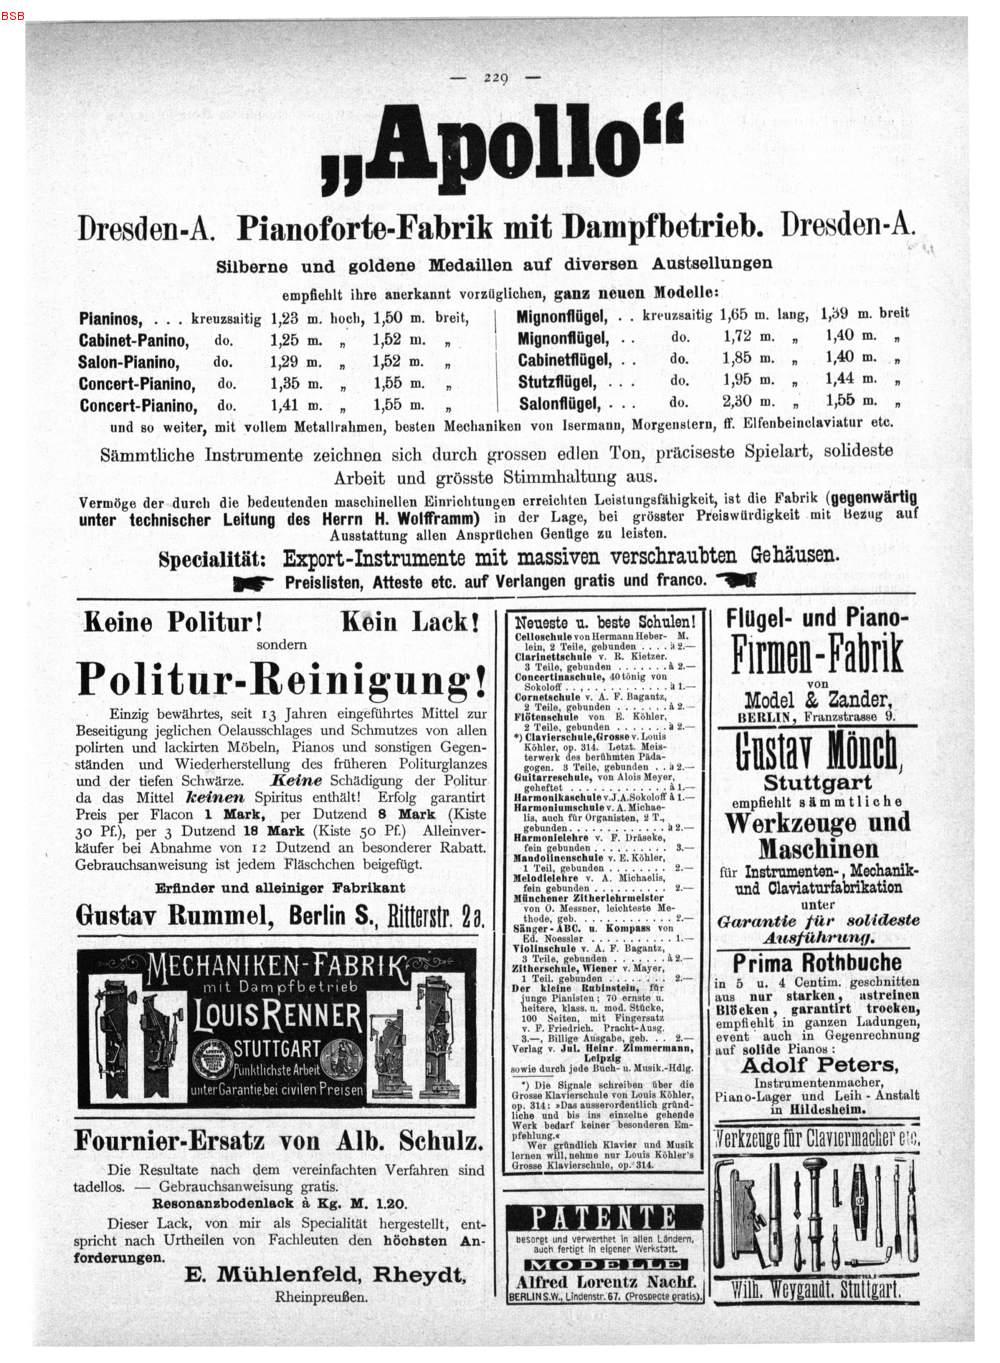 BSB
— 229 —
„Apollo“
Dresden-A. Pianoforte-Fabrik mit Dampfbetrieb. Dresden-A.
Silberne und goldene Medaillen auf diversen Austsellungen
empfiehlt ihre anerkannt vorzüglichen, ganz neuen Modelle:
Pianinos, . . . kreuzsaitig 1,23 m. hoch, 1,50 m. breit,
Cabinet-Panino, do. 1,25 m. „ 1,52 m. „
Salon-Pianino, do. 1,29 m. „ 1,52 m. „
Concert-Pianino, do. 1,35 m. „ 1,55 m. „
Concert-Pianino, do. 1,41 m. „ 1,55 m. „
Mignonflügel, . . kreuzsaitig 1,65 m. lang, 1,39 m. breit
Mignonflügel, . . do. 1,72 m. „ 1,40 m. „
Cabinetflügel, . . do. 1,85 m. „ 1,40 m. „
Stutzflügel, . . . do. 1,95 m. „ 1,44 m. „
Salonflügel, . . . do. 2,30 m. „ 1,55 m. „
und so weiter, mit vollem Metallrahmen, besten Mechaniken von Isermann, Morgenstern, ff. Elfenbeinclaviatur etc.
Sämmtliche Instrumente zeichnen sich durch grossen edlen Ton, präciseste Spielart, solideste
Arbeit und grösste Stimmhaltung aus.
Vermöge der durch die bedeutenden maschinellen Einrichtungen erreichten Leistungsfähigkeit, ist die Fabrik (gegenwärtig
unter technischer Leitung des Herrn H. Wolfframm) in der Lage, bei grösster Preiswürdigkeit mit Bezug auf
Ausstattung allen Ansprüchen Genüge zu leisten.
Specialität: Export-Instrumente mit massiven verschraubten Gehäusen.
Preislisten, Atteste etc. auf Verlangen gratis und franco.
Keine Politur! Kein Lack!
sondern
Politur-Reinigung!
Einzig bewährtes, seit 13 Jahren eingeführtes Mittel zur
Beseitigung jeglichen Oelausschlages und Schmutzes von allen
polirten und lackirten Möbeln, Pianos und sonstigen Gegen-
ständen und Wiederherstellung des früheren Politurglanzes
und der tiefen Schwärze. Keine Schädigung der Politur
da das Mittel keinen Spiritus enthält! Erfolg garantirt
Preis per Flacon 1 Mark, per Dutzend 8 Mark (Kiste
30 Pf.), per 3 Dutzend 18 Mark (Kiste 50 Pf.) Alleinver-
käufer bei Abnahme von 12 Dutzend an besonderer Rabatt.
Gebrauchsanweisung ist jedem Fläschchen beigefügt.
Erfinder und alleiniger Fabrikant
Gustav Rummel, Berlin S., Ritterstr. 2a.
MECHANIKEN-FABRIK
mit Dampfbetrieb
LOUIS RENNER
STUTTGART
Pünktlichste Arbeit
unter Garantie, bei civilen Preisen
Fournier-Ersatz von Alb. Schulz.
Die Resultate nach dem vereinfachten Verfahren sind
tadellos. — Gebrauchsanweisung gratis.
Resonanzbodenlack à Kg. M. 1.20.
Dieser Lack, von mir als Specialität hergestellt, ent-
spricht nach Urtheilen von Fachleuten den höchsten An-
forderungen.
E. Mühlenfeld, Rheydt,
Rheinpreußen.
Neueste u. beste Schulen!
Celloschule von Hermann Heber- M.
lein, 2 Teile, gebunden . . . . à 2.—
Clarinettschule v. R. Kietzer.
3 Teile, gebunden . . . . . . . à 2.—
Concertinaschule, 40 tönig von
Sokoloff . . . . . . . . . . . . à 1.—
Cornetschule v. A. F. Bagantz,
2 Teile, gebunden . . . . . . . à 2.—
Flötenschule von E. Köhler,
2 Teile, gebunden . . . . . . . à 2.—
*) Clavierschule, Grosse v. Louis
Köhler, op. 314. Letzt. Meis-
terwerk des berühmten Päda-
gogen. 3 Teile, gebunden . . à 2.—
Guitarreschule, von Alois Meyer,
geheftet . . . . . . . . . . . . à 1.—
Harmonikaschule v. J. A. Sokoloff à 1.—
Harmoniumschule v. A. Michae-
lis, auch für Organisten, 2 T.,
gebunden . . . . . . . . . . . . à 2.—
Harmonielehre v. F. Dräseke,
fein gebunden . . . . . . . . . 3.—
Mandolinenschule v. E. Köhler,
1 Teil, gebunden . . . . . . . . 2.—
Melodielehre v. A. Michaelis,
fein gebunden . . . . . . . . . 2.—
Münchener Zitherlehrmeister
von O. Messner, leichteste Me-
thode, geb. . . . . . . . . . . . 2.—
Sänger-ABC. u. Kompass von
Ed. Noessler . . . . . . . . . . 1.—
Violinschule v. A. F. Bagantz,
3 Teile, gebunden . . . . . . . à 2.—
Zitherschule, Wiener v. Mayer,
1 Teil, gebunden . . . . . . . . 2.—
Der kleine Rubinstein, für
junge Pianisten; 70 ernste u.
heitere, klass. u. mod. Stücke,
100 Seiten, mit Fingersatz
v. F. Friedrich. Pracht-Ausg.
3.—, Billige Ausgabe, geb. . . 2.—
Verlag v. Jul. Heinr. Zimmermann,
Leipzig
sowie durch jede Buch- u. Musik.-Hdlg.
*) Die Signale schreiben über die
Grosse Klavierschule von Louis Köhler,
op. 314: »Das ausserordentlich gründ-
liche und bis ins einzelne gehende
Werk bedarf keiner besonderen Em-
pfehlung.«
Wer gründlich Klavier und Musik
lernen will, nehme nur Louis Köhler's
Grosse Klavierschule, op. 314.
PATENTE
besorgt und verwerthet in allen Ländern,
auch fertigt in eigener Werkstatt.
MODELLE
Alfred Lorentz Nachf.
BERLIN S.W., Lindenstr. 67. (Prospecte gratis).
Flügel- und Piano-
Firmen-Fabrik
von
Model & Zander,
BERLIN, Franzstrasse 9.
Gustav Mönch,
Stuttgart
empfiehlt sämmtliche
Werkzeuge und
Maschinen
für Instrumenten-, Mechanik-
und Claviaturfabrikation
unter
Garantie für solideste
Ausführung.
Prima Rothbuche
in 5 u. 4 Centim. geschnitten
aus nur starken, astreinen
Blöcken, garantirt trocken,
empfiehlt in ganzen Ladungen,
event auch in Gegenrechnung
auf solide Pianos:
Adolf Peters,
Instrumentenmacher,
Piano-Lager und Leih-Anstalt
in Hildesheim.
Werkzeuge für Claviermacher etc.
Wilh. Weygandt. Stuttgart.